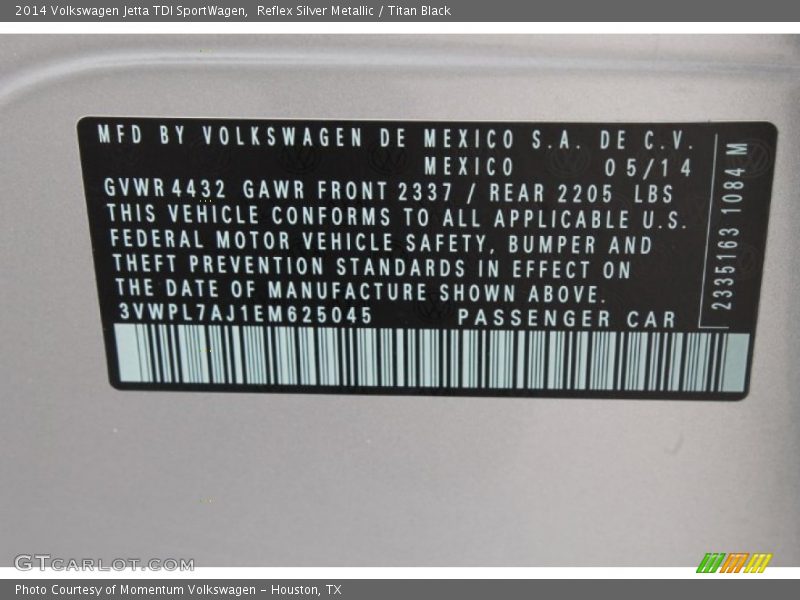 2014 Volkswagen Jetta TDI SportWagen,  Reflex Silver Metallic / Titan Black
MFD BY VOLKSWAGEN DE MEXICO S.A. DE C.V.
MEXICO 05/14
GVWR 4432 GAWR FRONT 2337 / REAR 2205 LBS
THIS VEHICLE CONFORMS TO ALL APPLICABLE U.S.
FEDERAL MOTOR VEHICLE SAFETY, BUMPER AND
THEFT PREVENTION STANDARDS IN EFFECT ON
THE DATE OF MANUFACTURE SHOWN ABOVE.
3VWPL7AJ1EM625045 PASSENGER CAR
2335163 1084 M
GTCARLOT.COM
Photo Courtesy of Momentum Volkswagen - Houston, TX